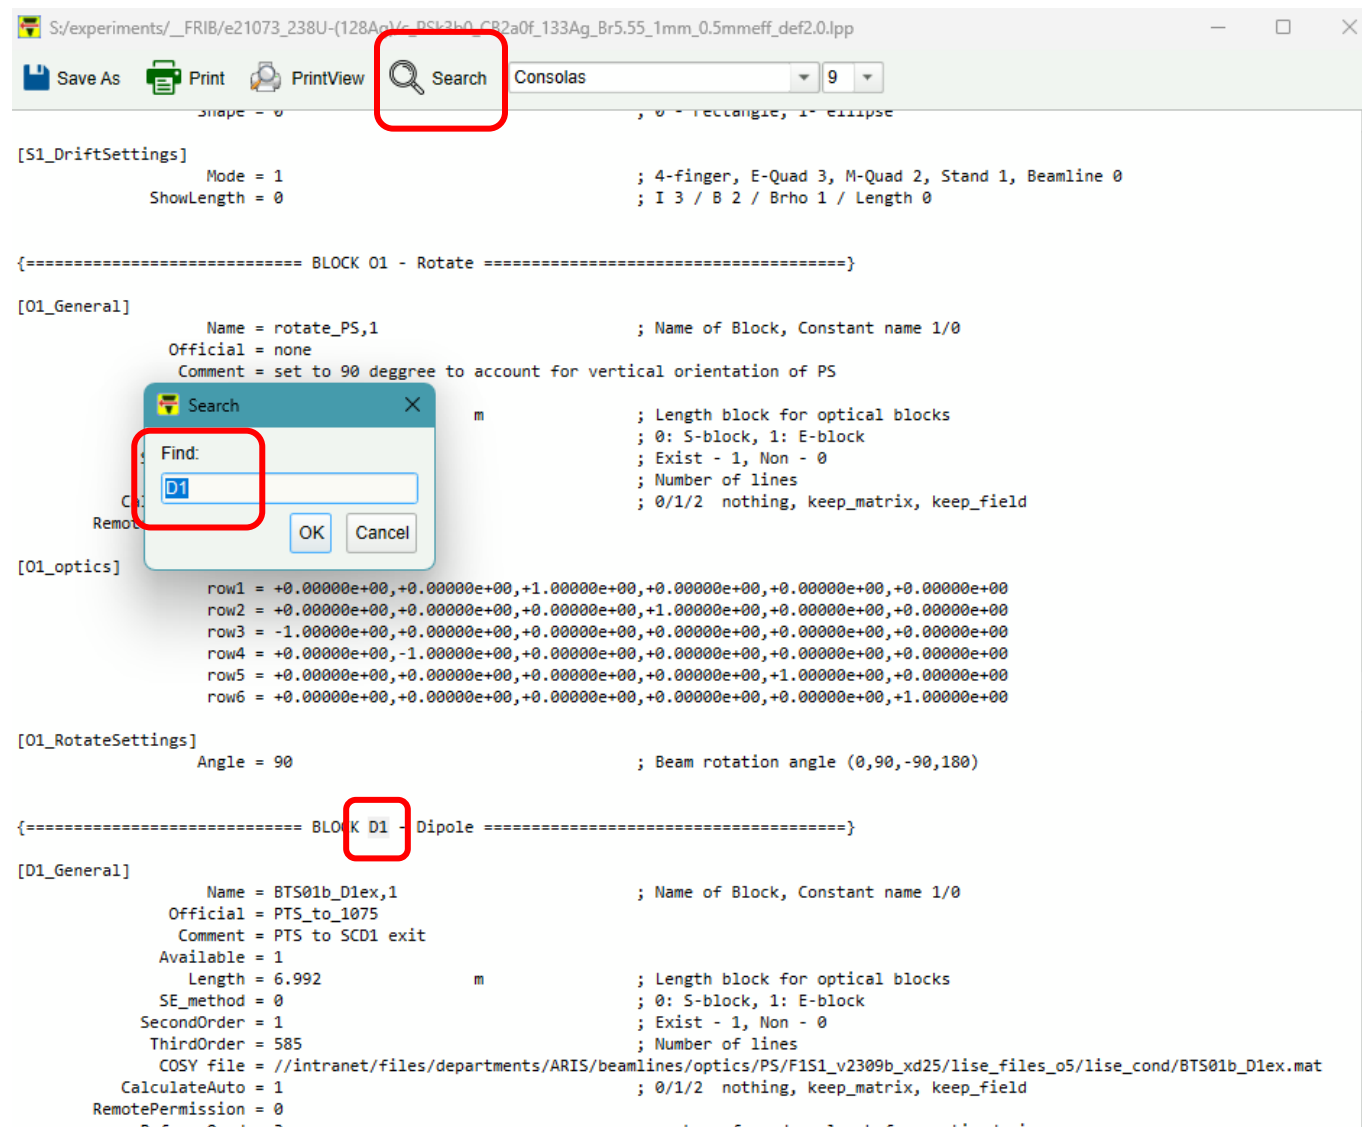 S:/experiments/__FRIB/e21073_238U-(128Ag)/c_PSk3b0_CB2a0f_133Ag_Br5.55_1mm_0.5mmeff_def2.0.lpp
Save As Print PrintView Search Consolas 9
Shape = 0 ; 0 - rectangle, 1- ellipse
[S1_DriftSettings]
Mode = 1 ; 4-finger, E-Quad 3, M-Quad 2, Stand 1, Beamline 0
ShowLength = 0 ; I 3 / B 2 / Brho 1 / Length 0
{============================= BLOCK O1 - Rotate ======================================}
[O1_General]
Name = rotate_PS,1 ; Name of Block, Constant name 1/0
Official = none
Comment = set to 90 deggree to account for vertical orientation of PS
Search
m ; Length block for optical blocks
; 0: S-block, 1: E-block
Find:
; Exist - 1, Non - 0
; Number of lines
D1
; 0/1/2 nothing, keep_matrix, keep_field
Remot
OK Cancel
[O1_optics]
row1 = +0.00000e+00,+0.00000e+00,+1.00000e+00,+0.00000e+00,+0.00000e+00,+0.00000e+00
row2 = +0.00000e+00,+0.00000e+00,+0.00000e+00,+1.00000e+00,+0.00000e+00,+0.00000e+00
row3 = -1.00000e+00,+0.00000e+00,+0.00000e+00,+0.00000e+00,+0.00000e+00,+0.00000e+00
row4 = +0.00000e+00,-1.00000e+00,+0.00000e+00,+0.00000e+00,+0.00000e+00,+0.00000e+00
row5 = +0.00000e+00,+0.00000e+00,+0.00000e+00,+0.00000e+00,+1.00000e+00,+0.00000e+00
row6 = +0.00000e+00,+0.00000e+00,+0.00000e+00,+0.00000e+00,+0.00000e+00,+1.00000e+00
[O1_RotateSettings]
Angle = 90 ; Beam rotation angle (0,90,-90,180)
{============================= BLOCK D1 - Dipole ======================================}
[D1_General]
Name = BTS01b_D1ex,1 ; Name of Block, Constant name 1/0
Official = PTS_to_1075
Comment = PTS to SCD1 exit
Available = 1
Length = 6.992 m ; Length block for optical blocks
SE_method = 0 ; 0: S-block, 1: E-block
SecondOrder = 1 ; Exist - 1, Non - 0
ThirdOrder = 585 ; Number of lines
COSY file = //intranet/files/departments/ARIS/beamlines/optics/PS/F1S1_v2309b_xd25/lise_files_o5/lise_cond/BTS01b_D1ex.mat
CalculateAuto = 1 ; 0/1/2 nothing, keep_matrix, keep_field
RemotePermission = 0